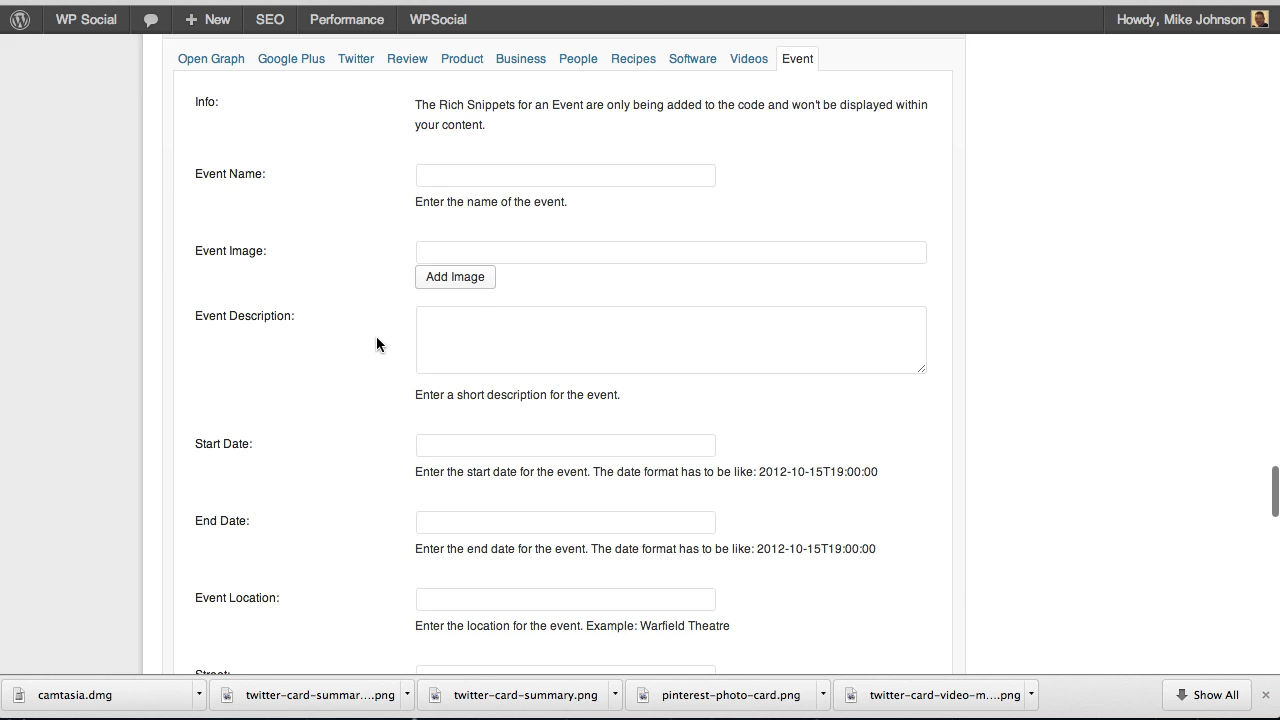 WP Social
New
SEO
Performance
WPSocial
Howdy, Mike Johnson
Open Graph
Google Plus
Twitter
Review
Product
Business
People
Recipes
Software
Videos
Event
Info:
The Rich Snippets for an Event are only being added to the code and won't be displayed within
your content.
Event Name:
Enter the name of the event.
Event Image:
Add Image
Event Description:
Enter a short description for the event.
Start Date:
Enter the start date for the event. The date format has to be like: 2012-10-15T19:00:00
End Date:
Enter the end date for the event. The date format has to be like: 2012-10-15T19:00:00
Event Location:
Enter the location for the event. Example: Warfield Theatre
Street:
camtasia.dmg
twitter-card-summar....png
twitter-card-summary.png
pinterest-photo-card.png
twitter-card-video-m....png
Show All